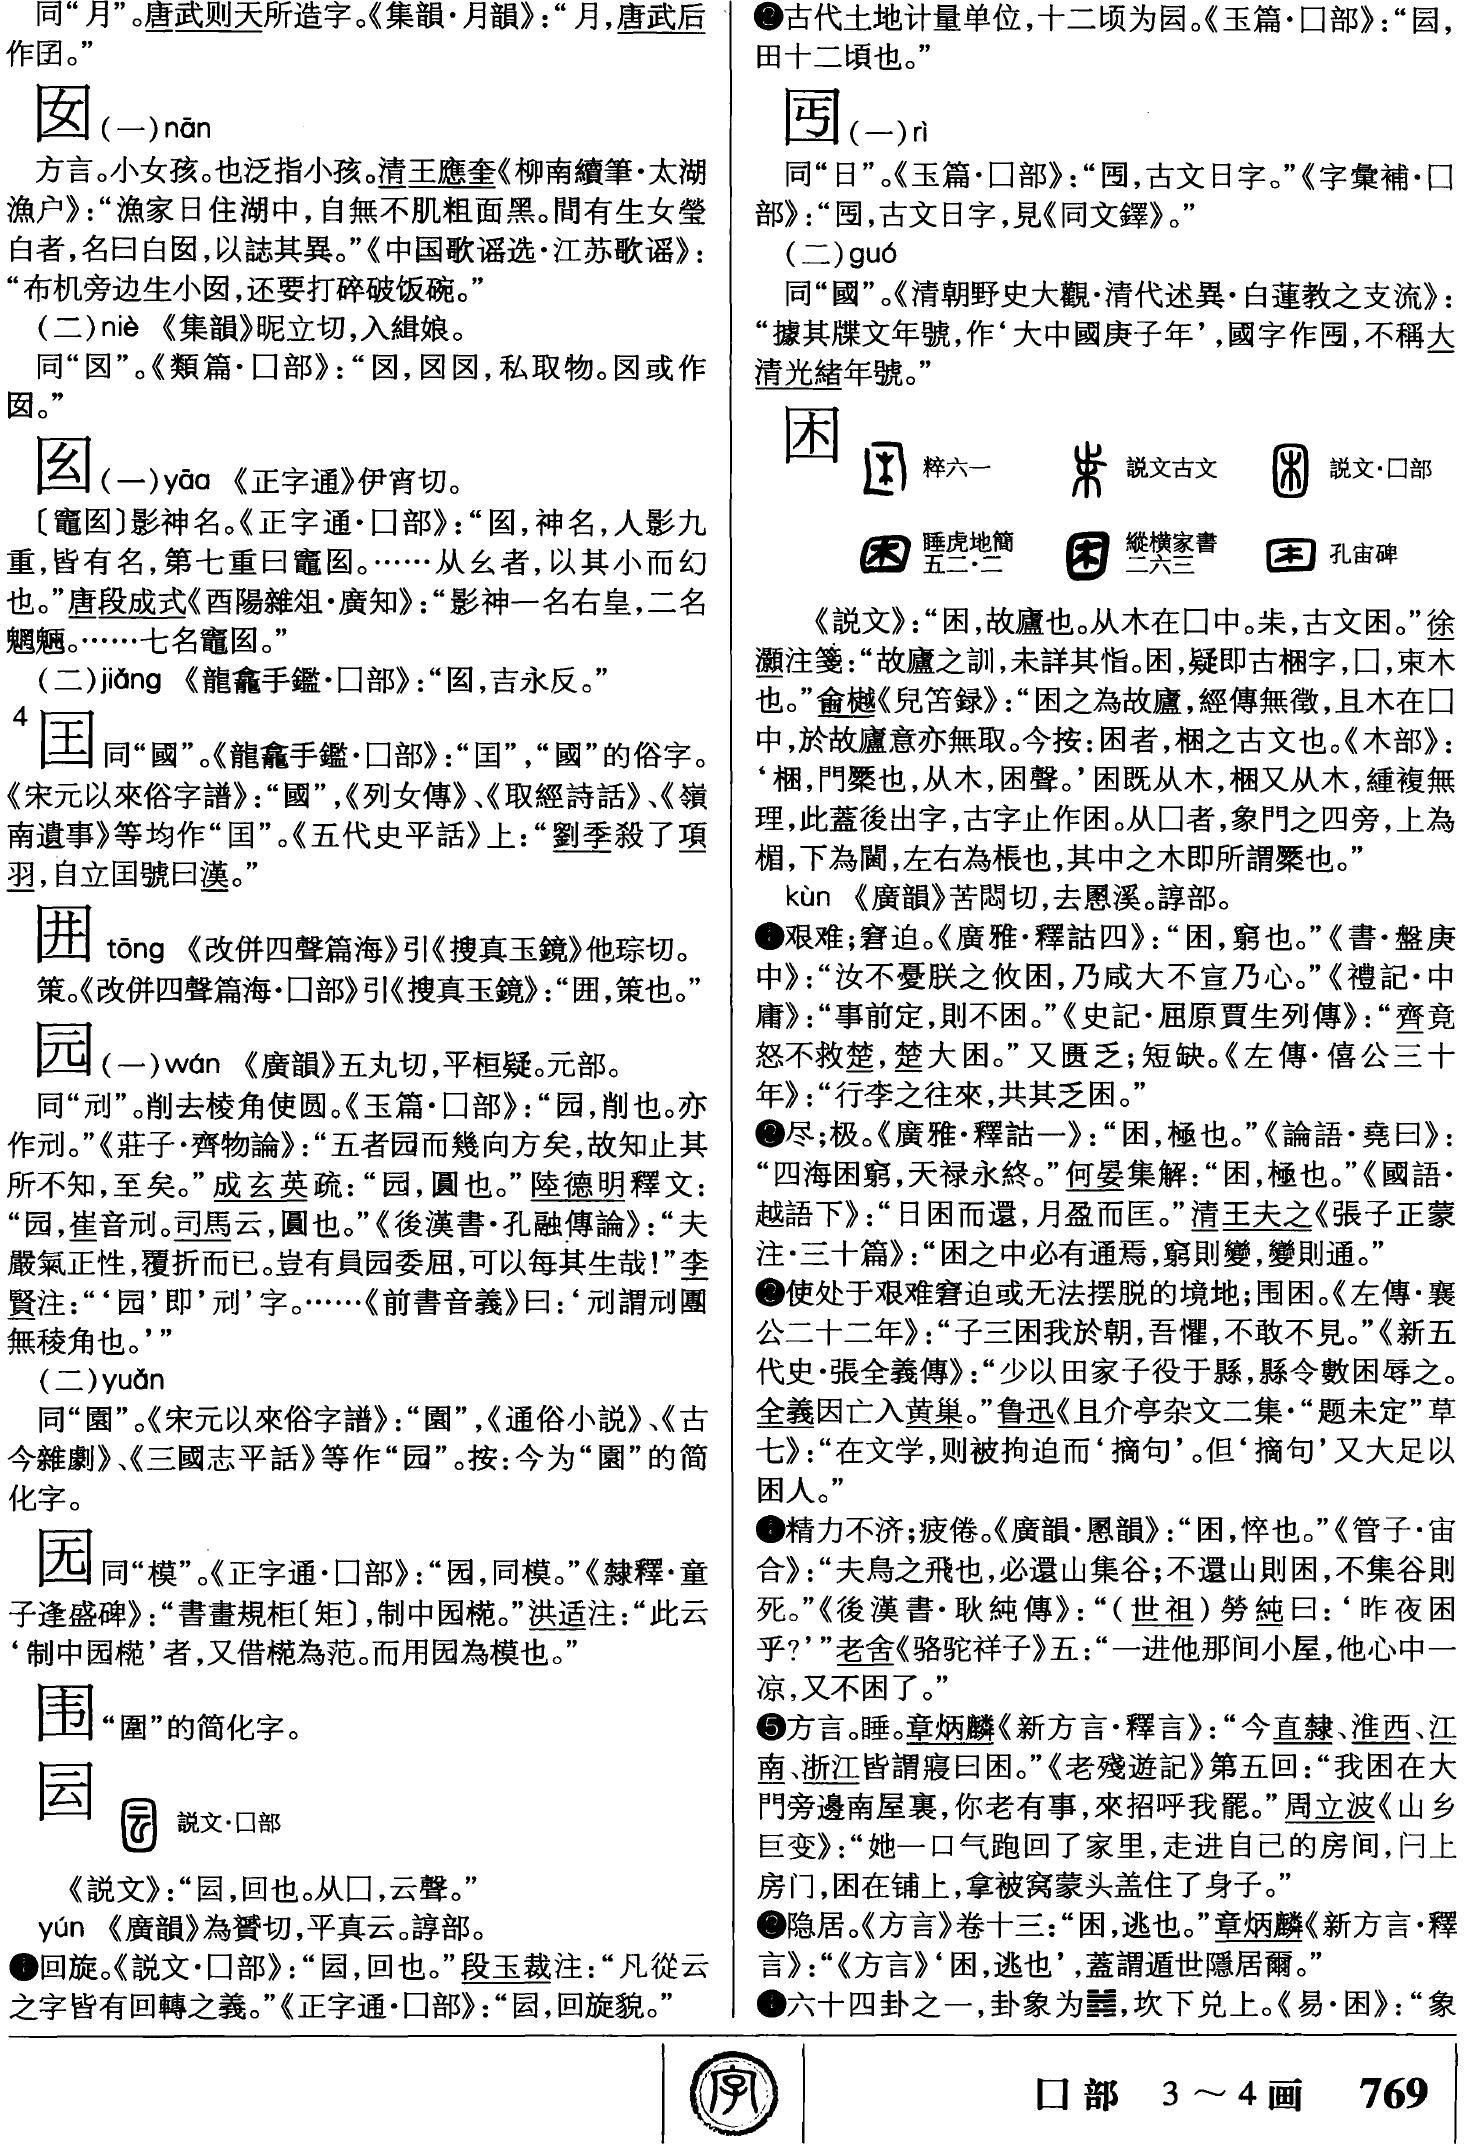 同“月”。唐武则天所造字。《集韻·月韻》：“月，唐武后
作囝。”
囡(一)nān
方言。小女孩。也泛指小孩。清王應奎《柳南續筆·太湖
漁户》：“漁家日住湖中，自無不肌粗面黑。間有生女瑩
白者，名曰白囡，以誌其異。”《中国歌谣选·江苏歌谣》：
“布机旁边生小囡，还要打碎破饭碗。”
(二)niè 《集韻》昵立切，入緝娘。
同“㘝”。《類篇·囗部》：“㘝，㘝㘝，私取物。㘝或作
囡。”
𡆫(一)yāo 《正字通》伊宵切。
〔竈𡆫〕影神名。《正字通·囗部》：“𡆫，神名，人影九
重，皆有名，第七重曰竈𡆫。……从幺者，以其小而幻
也。”唐段成式《酉陽雜俎·廣知》：“影神一名右皇，二名
魍魎。……七名竈𡆫。”
(二)jiǎng 《龍龕手鑑·囗部》：“𡆫，吉永反。”
4
囯同“國”。《龍龕手鑑·囗部》：“囯”，“國”的俗字。
《宋元以來俗字譜》：“國”，《列女傳》、《取經詩話》、《嶺
南遺事》等均作“囯”。《五代史平話》上：“劉季殺了項
羽，自立囯號曰漢。”
囲 tōng 《改併四聲篇海》引《搜真玉鏡》他琮切。
策。《改併四聲篇海·囗部》引《搜真玉鏡》：“囲，策也。”
园(一)wán 《廣韻》五丸切，平桓疑。元部。
同“刓”。削去棱角使圆。《玉篇·囗部》：“园，削也。亦
作刓。”《莊子·齊物論》：“五者园而幾向方矣，故知止其
所不知，至矣。”成玄英疏：“园，圓也。”陸德明釋文：
“园，崔音刓。司馬云，圓也。”《後漢書·孔融傳論》：“夫
嚴氣正性，覆折而已。豈有員园委屈，可以每其生哉！”李
賢注：“‘园’即’刓’字。……《前書音義》曰：‘刓謂刓團
無稜角也。’”
(二)yuǎn
同“園”。《宋元以來俗字譜》：“園”，《通俗小説》、《古
今雜劇》、《三國志平話》等作“园”。按：今为“園”的简
化字。
𡇂同“模”。《正字通·囗部》：“𡇂，同模。”《隸釋·童
子逢盛碑》：“書畫規柜〔矩〕，制中𡇂梔。”洪适注：“此云
‘制中𡇂梔’者，又借梔為范。而用𡇂為模也。”
围“圍”的简化字。
囩
説文·囗部
《説文》：“囩，回也。从囗，云聲。”
yún 《廣韻》為贇切，平真云。諄部。
❶回旋。《説文·囗部》：“囩，回也。”段玉裁注：“凡從云
之字皆有回轉之義。”《正字通·囗部》：“囩，回旋貌。”
❷古代土地计量单位，十二顷为囩。《玉篇·囗部》：“囩，
田十二頃也。”
囻(一)rì
同“日”。《玉篇·囗部》：“，古文日字。”《字彙補·囗
部》：“，古文日字，見《同文鐸》。”
(二)guó
同“國”。《清朝野史大觀·清代述異·白蓮教之支流》：
“據其牒文年號，作‘大中國庚子年’，國字作，不稱大
清光緒年號。”
困
粹六一 説文古文 説文·囗部
睡虎地簡五二·二 縱横家書二六三 孔宙碑
《説文》：“困，故廬也。从木在囗中。朱，古文困。”徐
灝注箋：“故廬之訓，未詳其恉。困，疑即古梱字，囗，束木
也。”俞樾《兒笘録》：“困之為故廬，經傳無徵，且木在囗
中，於故廬意亦無取。今按：困者，梱之古文也。《木部》：
‘梱，門橜也，从木，困聲。’困既从木，梱又从木，緟複無
理，此蓋後出字，古字止作困。从囗者，象門之四旁，上為
楣，下為閫，左右為棖也，其中之木即所謂橜也。”
kùn 《廣韻》苦悶切，去慁溪。諄部。
❶艰难；窘迫。《廣雅·釋詁四》：“困，窮也。”《書·盤庚
中》：“汝不憂朕之攸困，乃咸大不宣乃心。”《禮記·中
庸》：“事前定，則不困。”《史記·屈原賈生列傳》：“齊竟
怒不救楚，楚大困。”又匮乏；短缺。《左傳·僖公三十
年》：“行李之往來，共其乏困。”
❷尽；极。《廣雅·釋詁一》：“困，極也。”《論語·堯曰》：
“四海困窮，天禄永終。”何晏集解：“困，極也。”《國語·
越語下》：“日困而還，月盈而匡。”清王夫之《張子正蒙
注·三十篇》：“困之中必有通焉，窮則變，變則通。”
❸使处于艰难窘迫或无法摆脱的境地；围困。《左傳·襄
公二十二年》：“子三困我於朝，吾懼，不敢不見。”《新五
代史·張全義傳》：“少以田家子役于縣，縣令數困辱之。
全義因亡入黄巢。”鲁迅《且介亭杂文二集·“题未定”草
七》：“在文学，则被拘迫而‘摘句’。但‘摘句’又大足以
困人。”
❹精力不济；疲倦。《廣韻·慁韻》：“困，悴也。”《管子·宙
合》：“夫鳥之飛也，必還山集谷；不還山則困，不集谷則
死。”《後漢書·耿純傳》：“(世祖)勞純曰：‘昨夜困
乎？’”老舍《骆驼祥子》五：“一进他那间小屋，他心中一
凉，又不困了。”
❺方言。睡。章炳麟《新方言·釋言》：“今直隸、淮西、江
南、浙江皆謂寢曰困。”《老殘遊記》第五回：“我困在大
門旁邊南屋裏，你老有事，來招呼我罷。”周立波《山乡
巨变》：“她一口气跑回了家里，走进自己的房间，闩上
房门，困在铺上，拿被窝蒙头盖住了身子。”
❻隐居。《方言》卷十三：“困，逃也。”章炳麟《新方言·釋
言》：“《方言》‘困，逃也’，蓋謂遁世隱居爾。”
❼六十四卦之一，卦象为䷮，坎下兑上。《易·困》：“象
字
囗部 3～4画 769